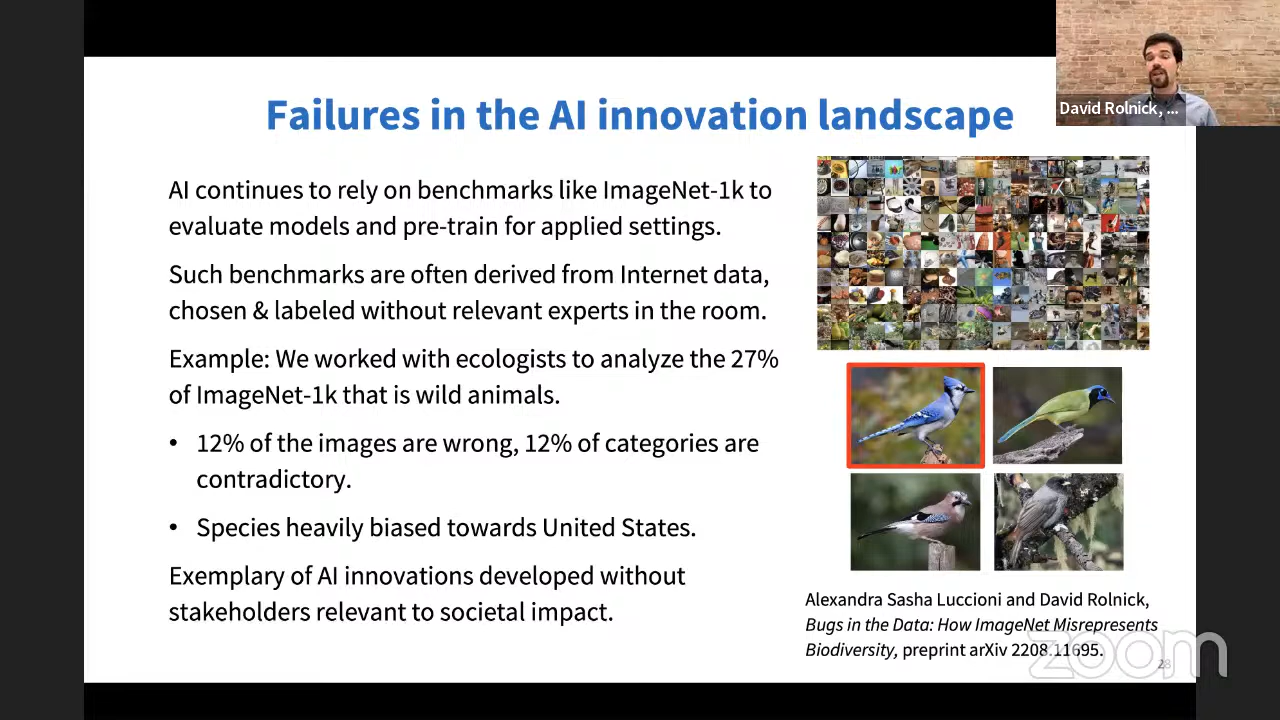 Failures in the AI innovation landscape
David Rolnick, ...
AI continues to rely on benchmarks like ImageNet-1k to
evaluate models and pre-train for applied settings.
Such benchmarks are often derived from Internet data,
chosen & labeled without relevant experts in the room.
Example: We worked with ecologists to analyze the 27%
of ImageNet-1k that is wild animals.
• 12% of the images are wrong, 12% of categories are
contradictory.
• Species heavily biased towards United States.
Exemplary of AI innovations developed without
stakeholders relevant to societal impact.
Alexandra Sasha Luccioni and David Rolnick,
Bugs in the Data: How ImageNet Misrepresents
Biodiversity, preprint arXiv 2208.11695.
zoom
28